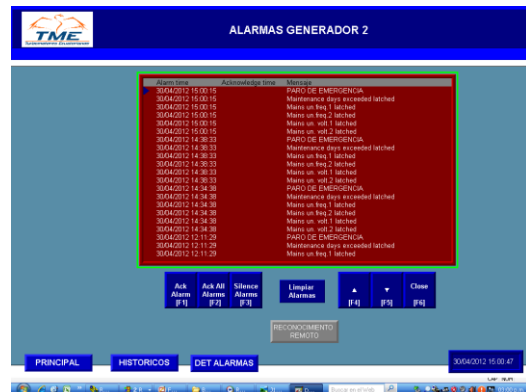 TME
ALARMAS GENERADOR 2
Alarm time Acknowledge time Mensaje
30/04/2012 15:00:15 PARO DE EMERGENCIA
30/04/2012 15:00:15 Maintenance days exceeded latched
30/04/2012 15:00:15 Mains un.freq.1 latched
30/04/2012 15:00:15 Mains un.freq.2 latched
30/04/2012 15:00:15 Mains un. volt.1 latched
30/04/2012 15:00:15 Mains un. volt.2 latched
30/04/2012 14:38:33 PARO DE EMERGENCIA
30/04/2012 14:38:33 Maintenance days exceeded latched
30/04/2012 14:38:33 Mains un.freq.1 latched
30/04/2012 14:38:33 Mains un.freq.2 latched
30/04/2012 14:38:33 Mains un. volt.1 latched
30/04/2012 14:38:33 Mains un. volt.2 latched
30/04/2012 14:34:38 PARO DE EMERGENCIA
30/04/2012 14:34:38 Maintenance days exceeded latched
30/04/2012 14:34:38 Mains un.freq.1 latched
30/04/2012 14:34:38 Mains un.freq.2 latched
30/04/2012 14:34:38 Mains un. volt.1 latched
30/04/2012 14:34:38 Mains un. volt.2 latched
30/04/2012 12:11:29 PARO DE EMERGENCIA
30/04/2012 12:11:29 Maintenance days exceeded latched
30/04/2012 12:11:29 Mains un.freq.1 latched
Ack Alarm [F1]
Ack All Alarms [F2]
Silence Alarms [F3]
Limpiar Alarmas
[F4]
[F5]
Close [F6]
RECONOCIMIENTO
REMOTO
PRINCIPAL
HISTORICOS
DET ALARMAS
30/04/2012 15:00:47